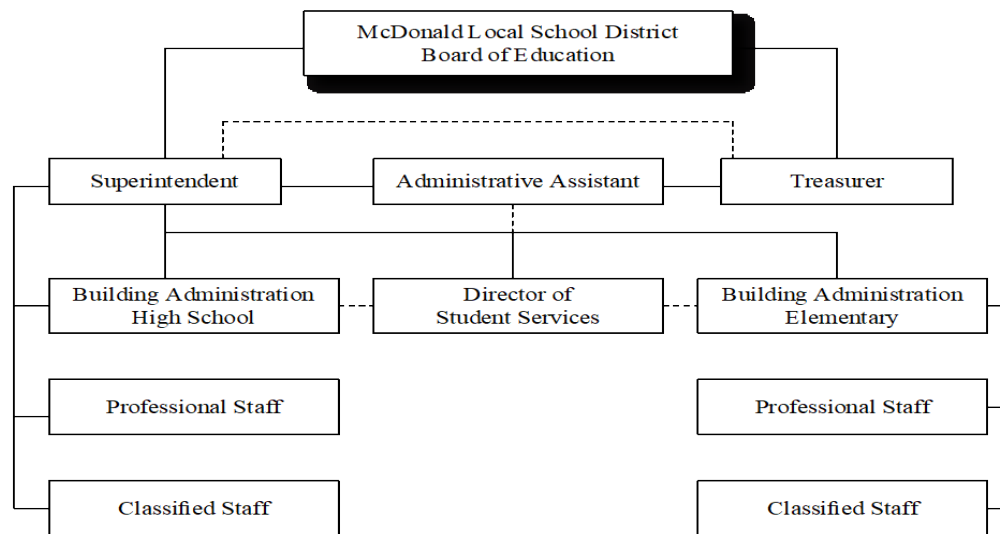 McDonald Local School District
Board of Education
Superintendent
Administrative Assistant
Treasurer
Building Administration
High School
Director of
Student Services
Building Administration
Elementary
Professional Staff
Professional Staff
Classified Staff
Classified Staff